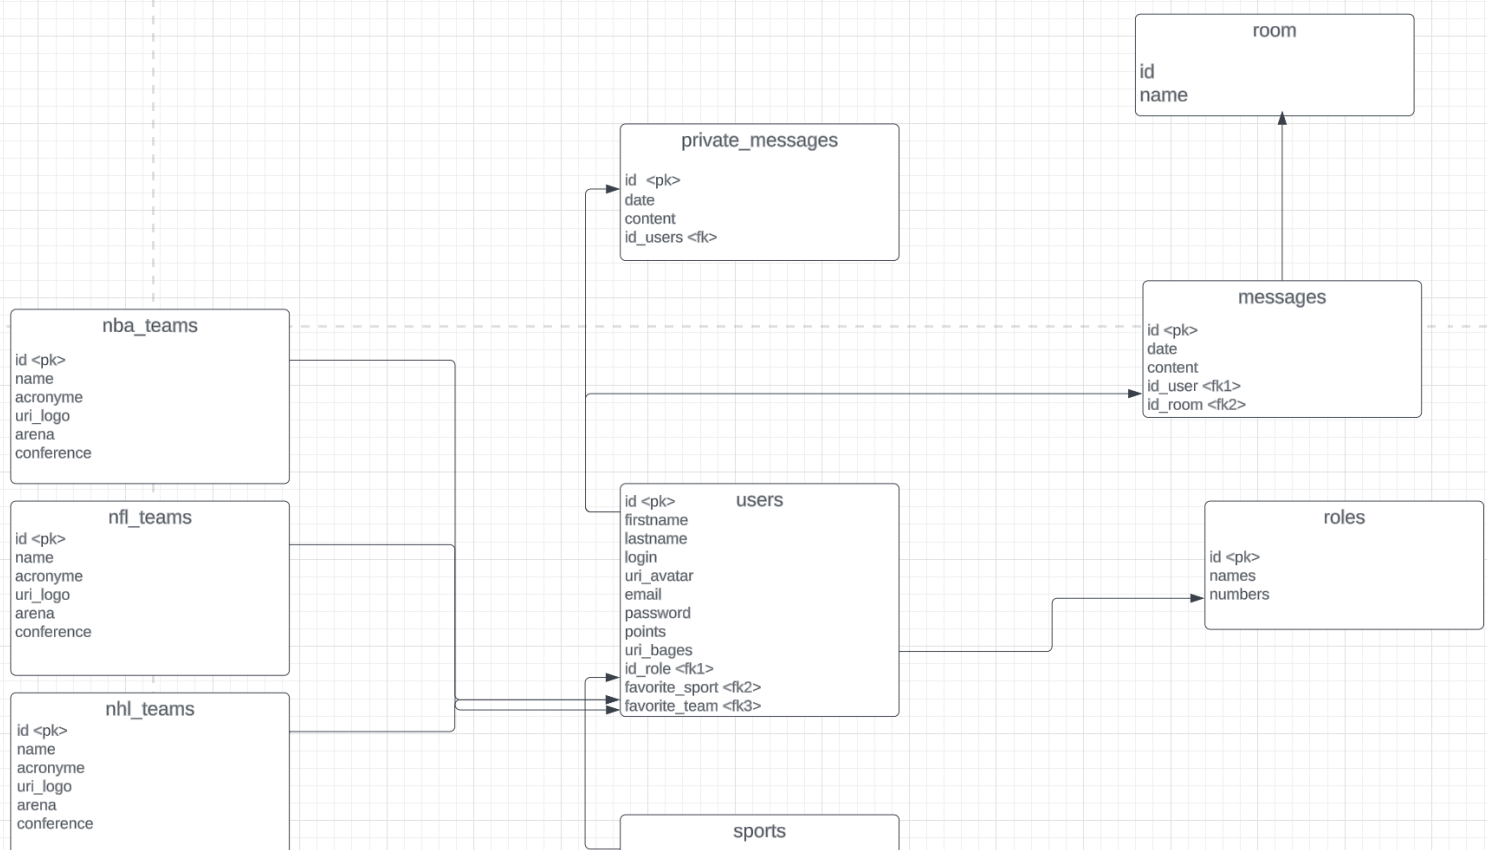 room
id
name
private_messages
id <pk>
date
content
id_users <fk>
messages
id <pk>
date
content
id_user <fk1>
id_room <fk2>
nba_teams
id <pk>
name
acronyme
uri_logo
arena
conference
users
id <pk>
firstname
lastname
login
uri_avatar
email
password
points
uri_bages
id_role <fk1>
favorite_sport <fk2>
favorite_team <fk3>
nfl_teams
id <pk>
name
acronyme
uri_logo
arena
conference
roles
id <pk>
names
numbers
nhl_teams
id <pk>
name
acronyme
uri_logo
arena
conference
sports